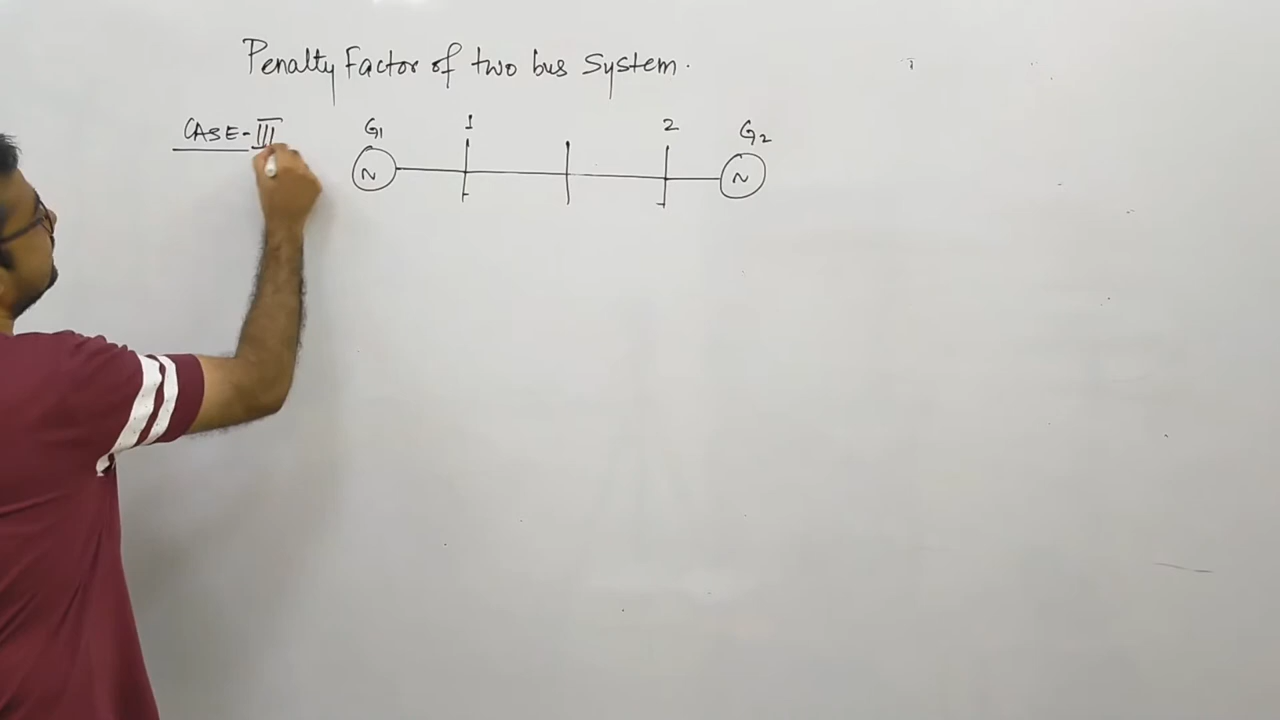 Penalty Factor of two bus System.
CASE-III
G1 1 2 G2
~ ~